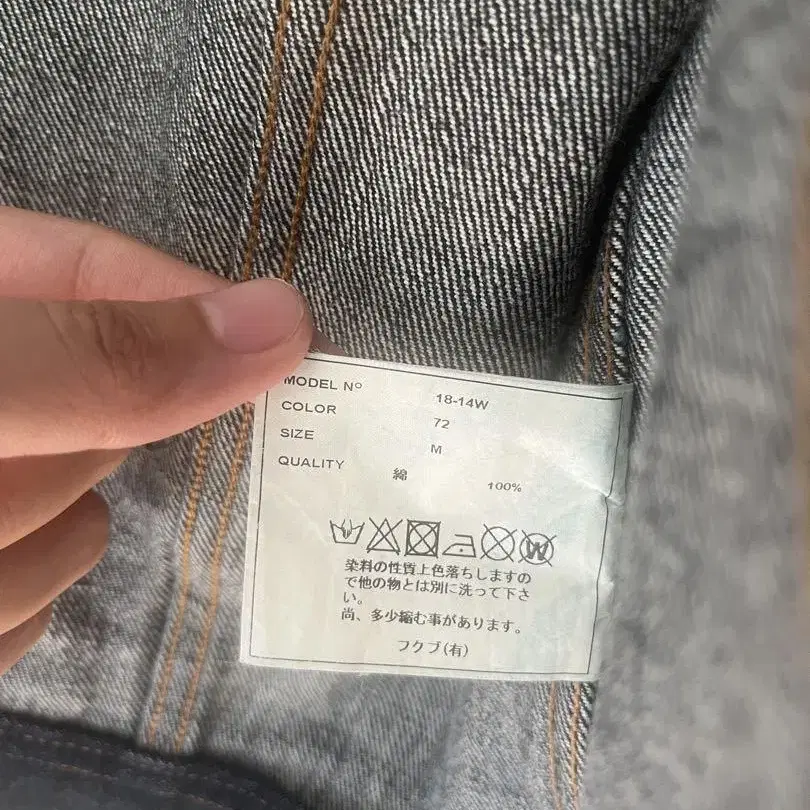 MODEL Nº 18-14W
COLOR 72
SIZE M
QUALITY 綿 100%
W
染料の性質上色落ちしますの
で他の物とは別に洗って下さ
い。
尚、多少縮む事があります。
フクブ(有)